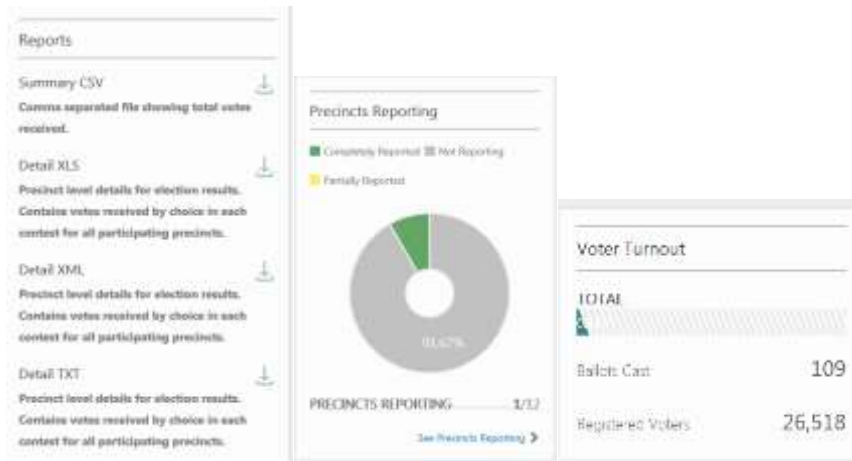 Reports
Summary CSV
Comma separated file showing total votes
received.
Detail XLS
Precinct level details for election results.
Contains votes received by choice in each
contest for all participating precincts.
Detail XML
Precinct level details for election results.
Contains votes received by choice in each
contest for all participating precincts.
Detail TXT
Precinct level details for election results.
Contains votes received by choice in each
contest for all participating precincts.
Precincts Reporting
Completely Reported Not Reporting
Partially Reported
91.67%
PRECINCTS REPORTING 1/12
See Precincts Reporting
Voter Turnout
TOTAL
Ballots Cast 109
Registered Voters 26,518